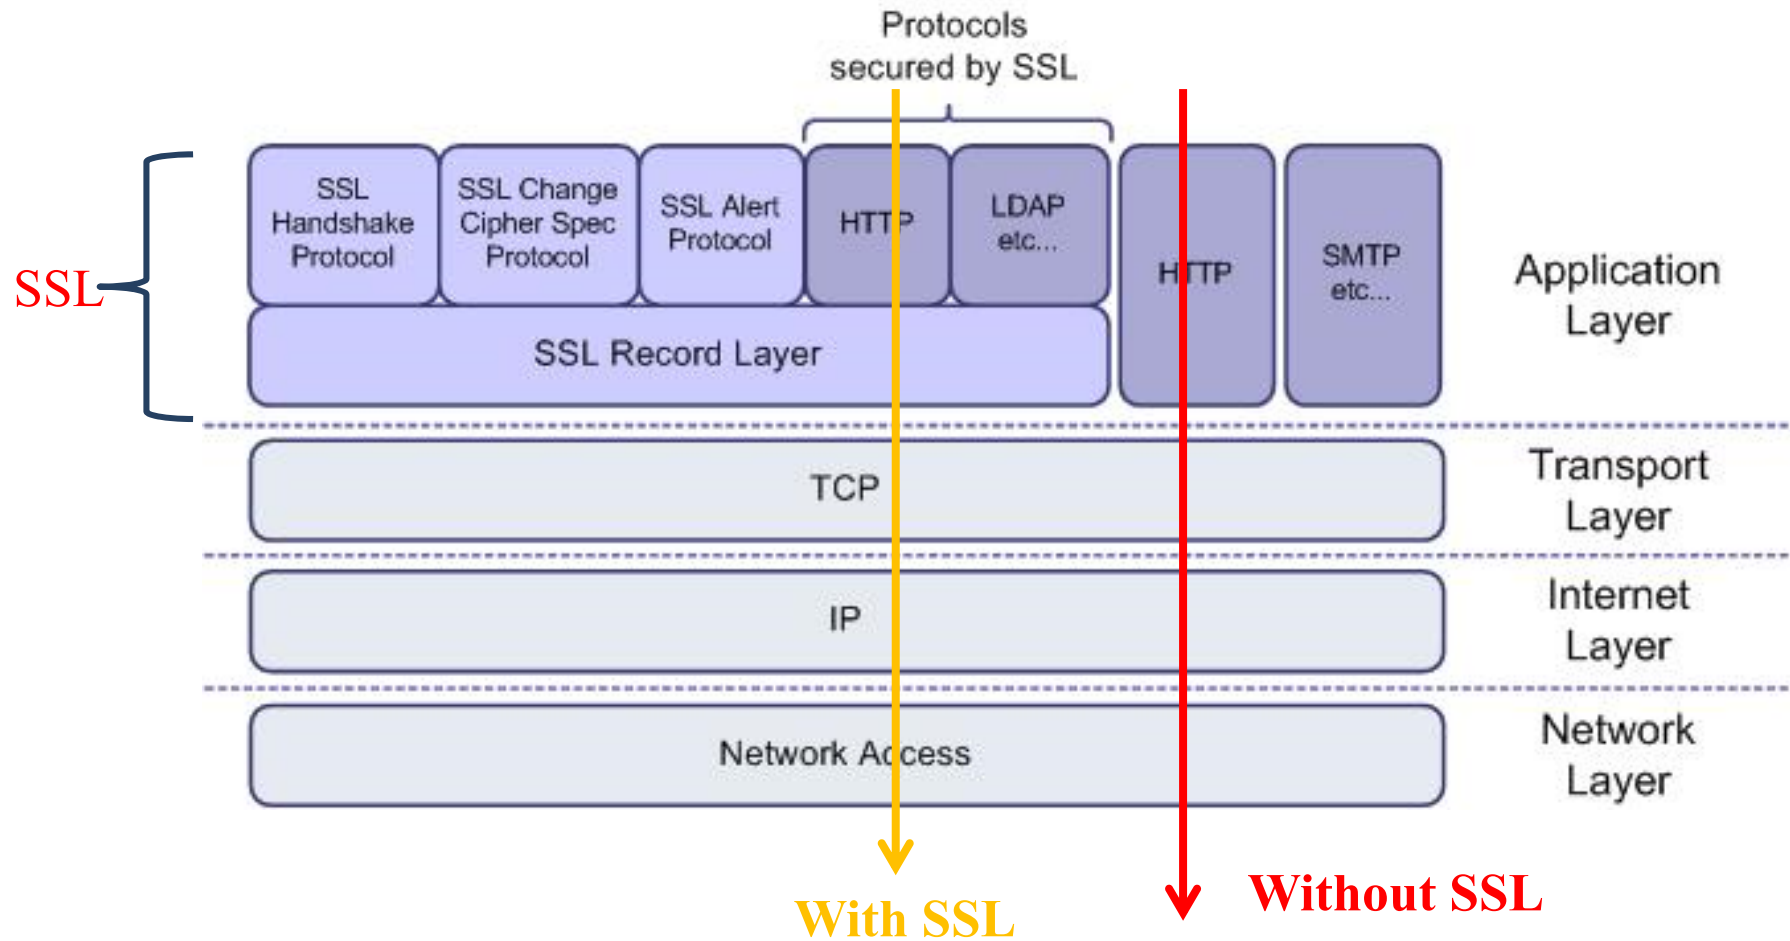 Protocols
secured by SSL
SSL
SSL
Handshake
Protocol
SSL Change
Cipher Spec
Protocol
SSL Alert
Protocol
HTTP
LDAP
etc...
HTTP
SMTP
etc...
Application
Layer
SSL Record Layer
TCP
Transport
Layer
IP
Internet
Layer
Network Access
Network
Layer
With SSL
Without SSL